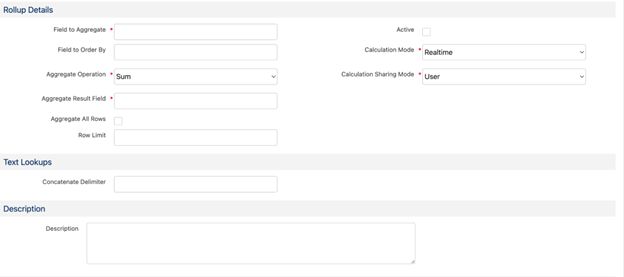 Rollup Details
Field to Aggregate *
Active
Field to Order By
Calculation Mode * Realtime
Aggregate Operation * Sum
Calculation Sharing Mode * User
Aggregate Result Field *
Aggregate All Rows
Row Limit
Text Lookups
Concatenate Delimiter
Description
Description